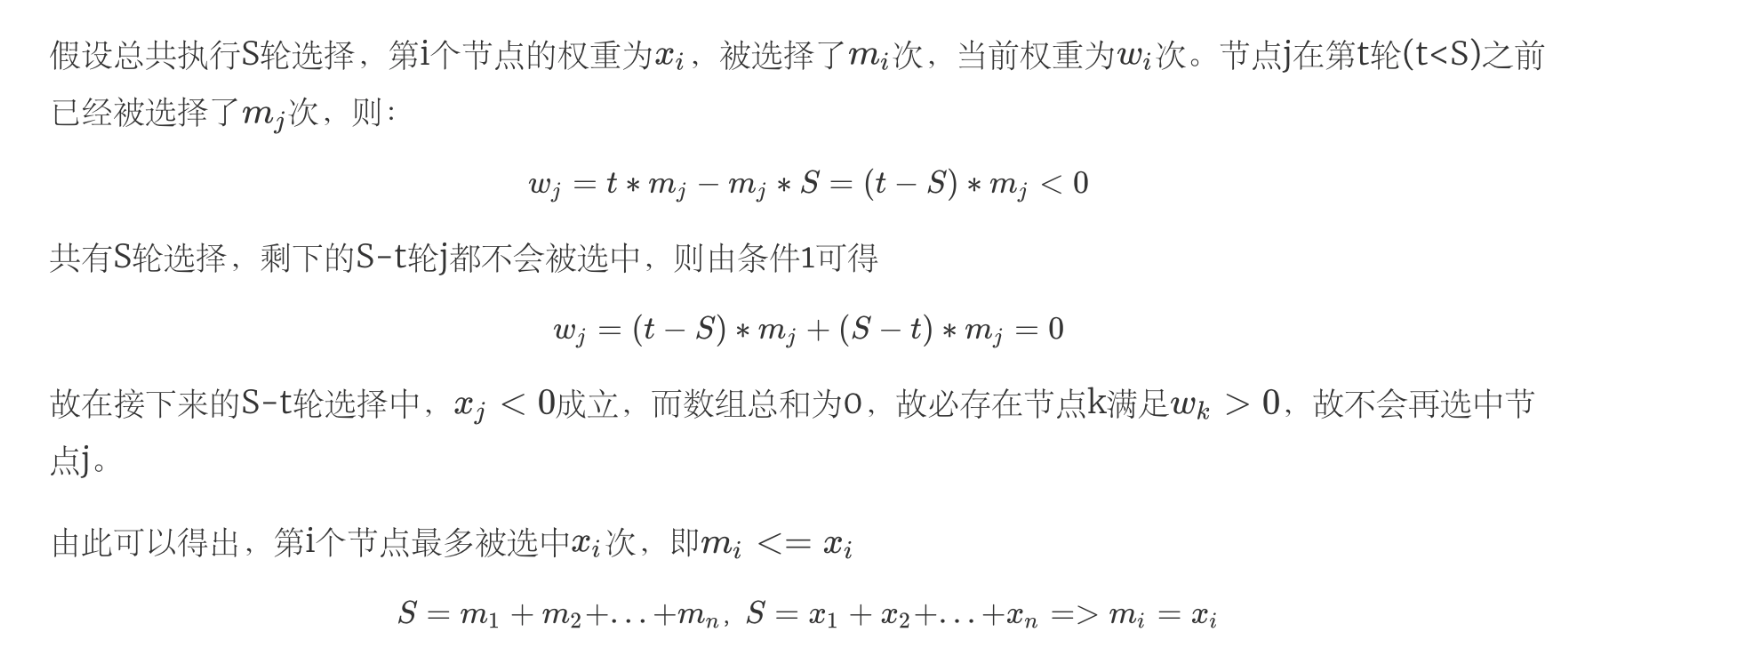 假设总共执行S轮选择，第i个节点的权重为$x_i$，被选择了$m_i$次，当前权重为$w_i$次。节点j在第t轮(t<S)之前
已经被选择了$m_j$次，则：
$w_j = t * m_j - m_j * S = (t - S) * m_j < 0$
共有S轮选择，剩下的S-t轮j都不会被选中，则由条件1可得
$w_j = (t - S) * m_j + (S - t) * m_j = 0$
故在接下来的S-t轮选择中，$x_j < 0$成立，而数组总和为0，故必存在节点k满足$w_k > 0$，故不会再选中节
点j。
由此可以得出，第i个节点最多被选中$x_i$次，即$m_i <= x_i$
$S = m_1 + m_2 + \ldots + m_n$，$S = x_1 + x_2 + \ldots + x_n => m_i = x_i$